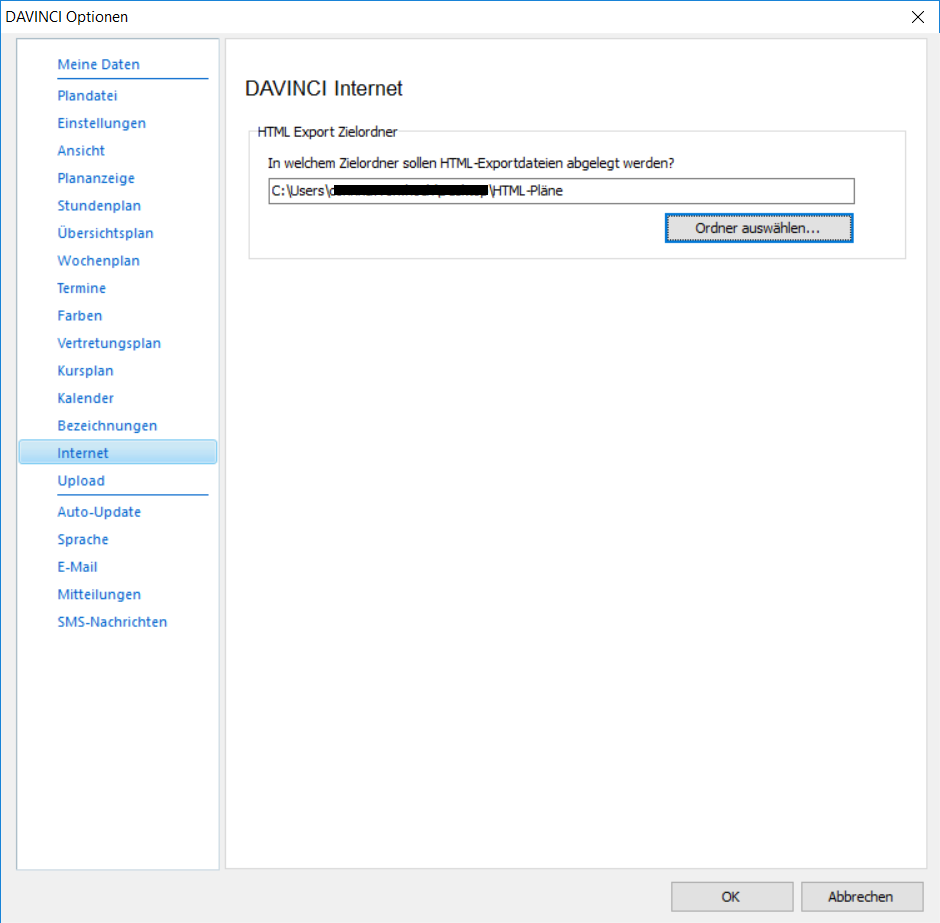 DAVINCI Optionen
Meine Daten
Plandatei
Einstellungen
Ansicht
Plananzeige
Stundenplan
Übersichtsplan
Wochenplan
Termine
Farben
Vertretungsplan
Kursplan
Kalender
Bezeichnungen
Internet
Upload
Auto-Update
Sprache
E-Mail
Mitteilungen
SMS-Nachrichten
DAVINCI Internet
HTML Export Zielordner
In welchem Zielordner sollen HTML-Exportdateien abgelegt werden?
C:\Users\ \HTML-Pläne
Ordner auswählen...
OK
Abbrechen